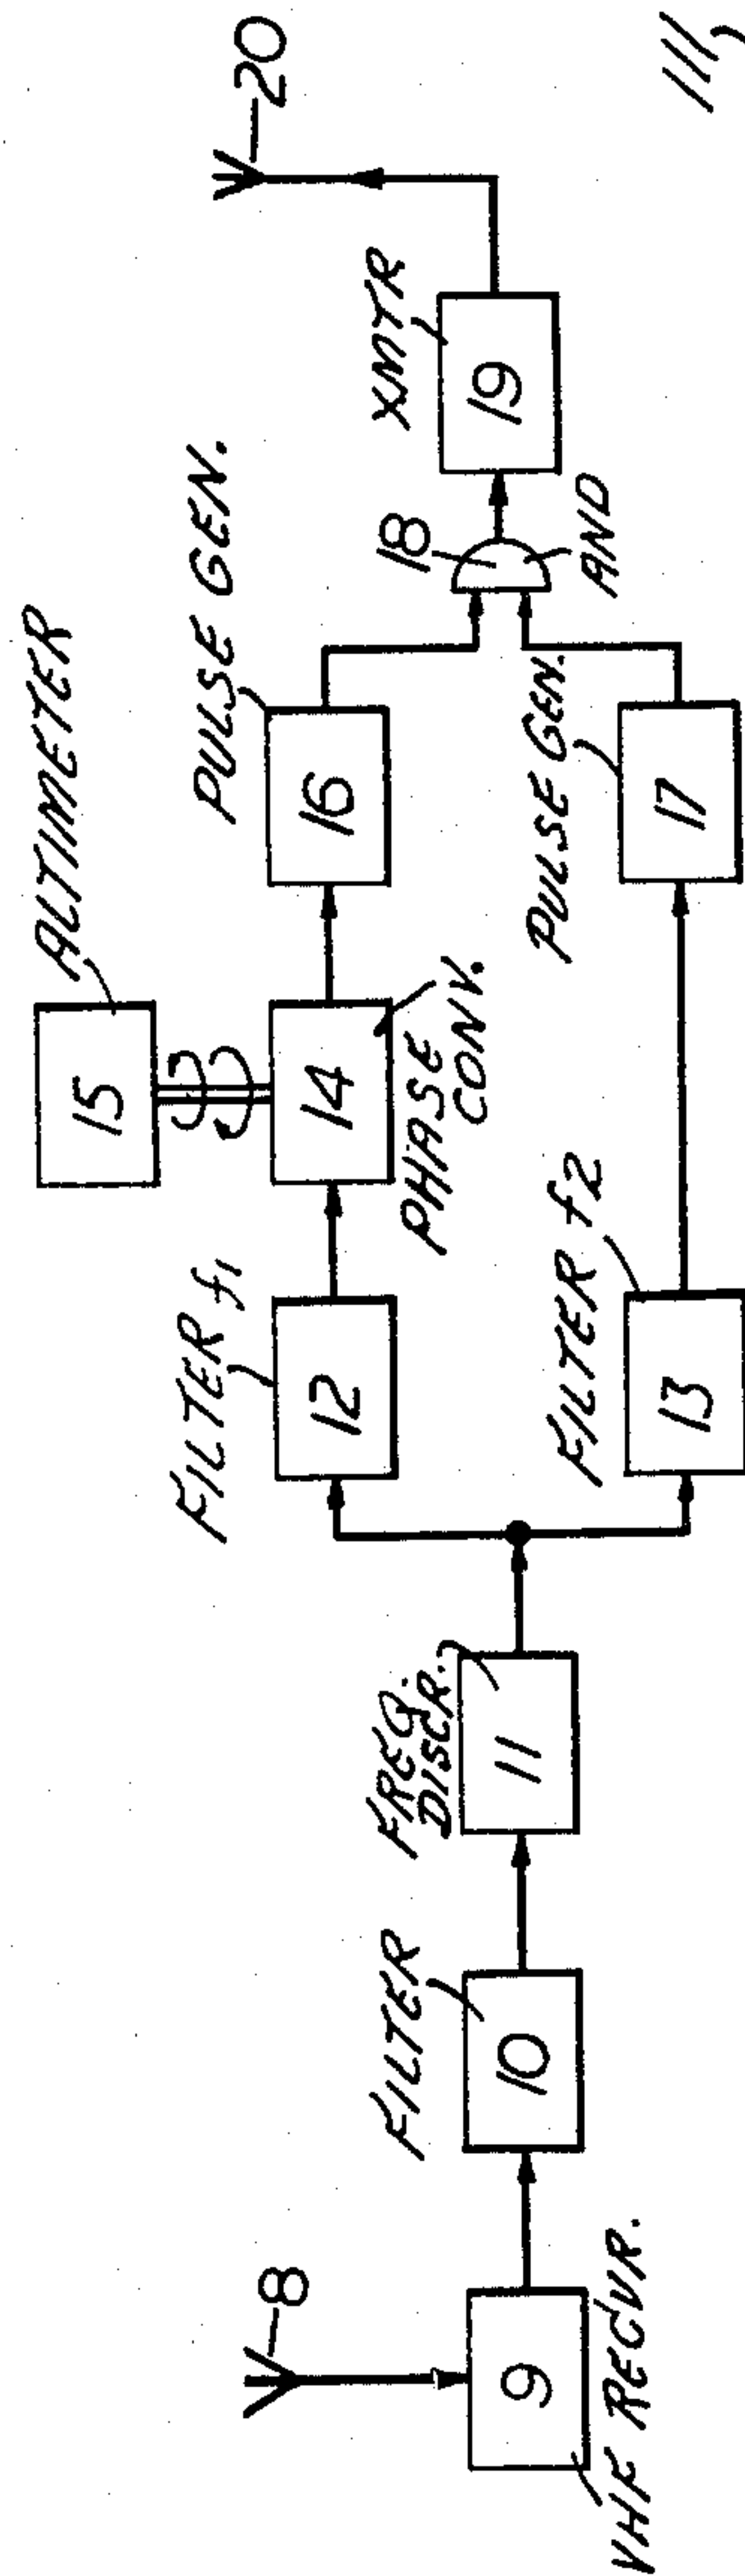 8
9
VHF RECVR.
FILTER
10
FREQ.
DISCR.
11
FILTER f1
12
FILTER f2
13
ALTIMETER
15
14
PHASE
CONV.
PULSE GEN.
16
PULSE GEN.
17
18
AND
XMTR
19
20